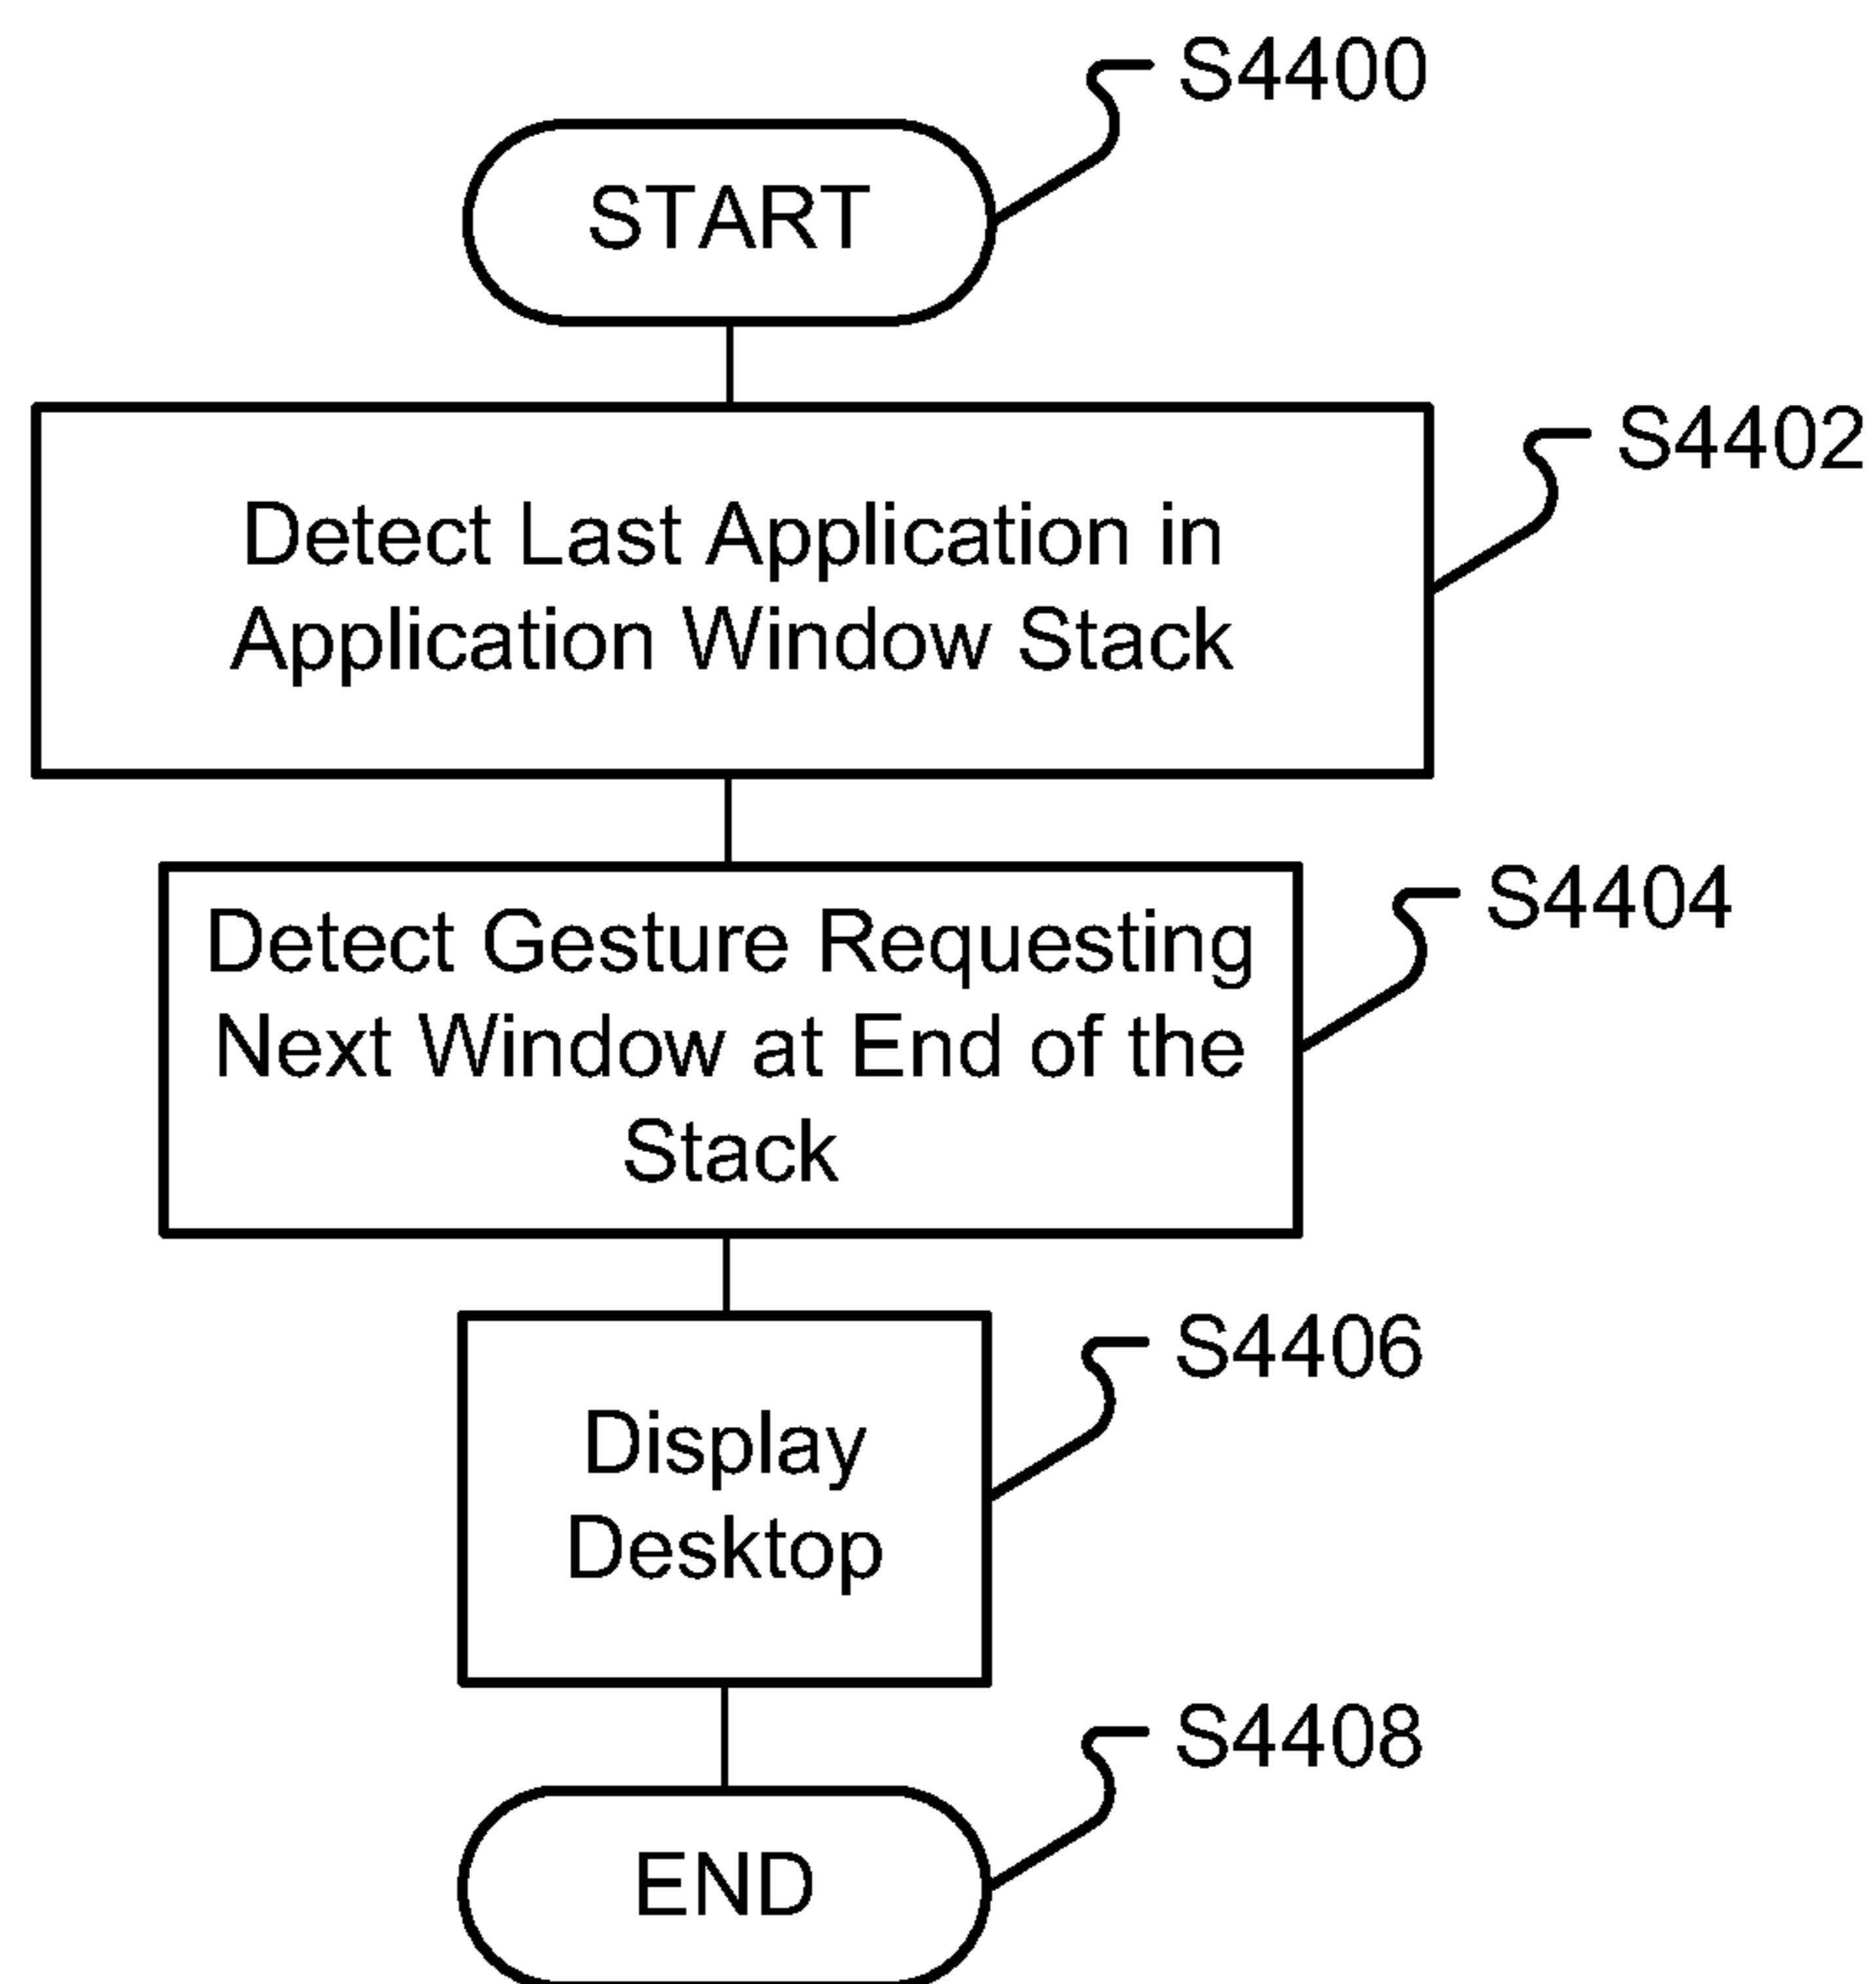 S4400
START
S4402
Detect Last Application in
Application Window Stack
S4404
Detect Gesture Requesting
Next Window at End of the
Stack
S4406
Display
Desktop
S4408
END